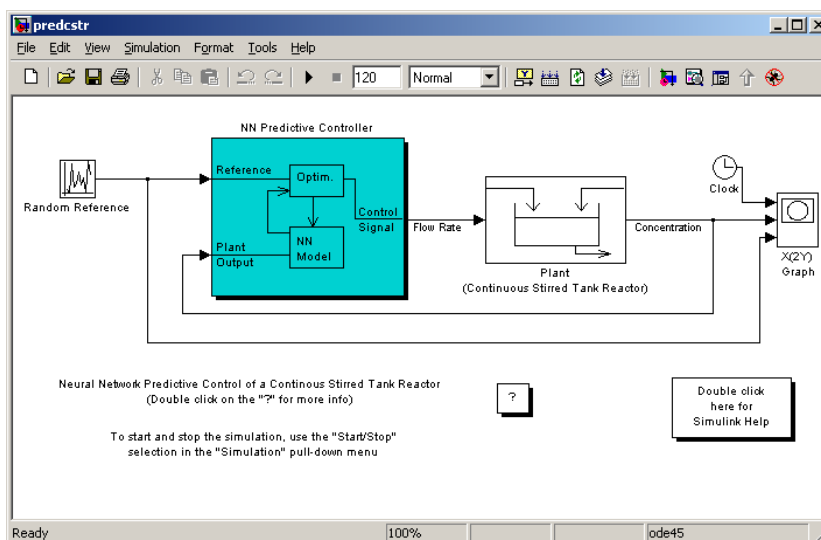 predcstr
File Edit View Simulation Format Tools Help
120 Normal
NN Predictive Controller
Reference
Optim.
Control
Signal
Plant
Output
NN
Model
Random Reference
Flow Rate
Plant
(Continuous Stirred Tank Reactor)
Concentration
Clock
X(2Y)
Graph
Neural Network Predictive Control of a Continous Stirred Tank Reactor
(Double click on the "?" for more info)
?
Double click
here for
Simulink Help
To start and stop the simulation, use the "Start/Stop"
selection in the "Simulation" pull-down menu
Ready 100% ode45